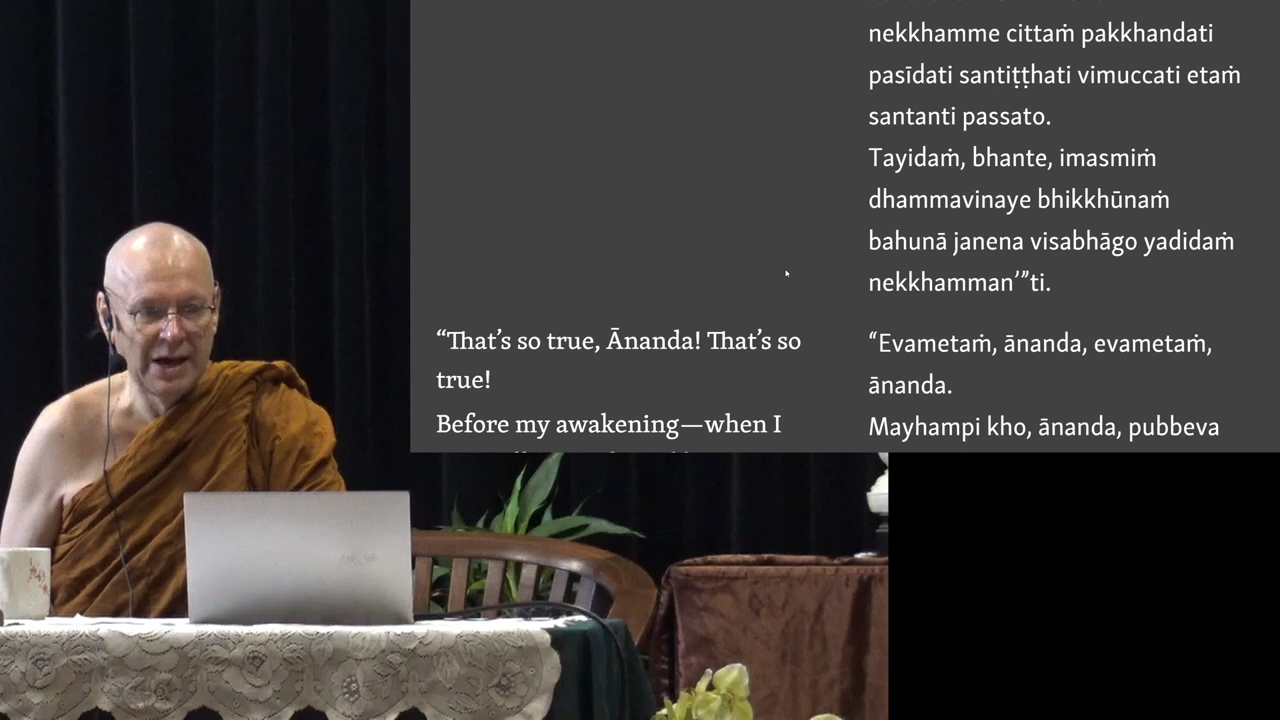 nekkhamme cittaṁ pakkhandati
pasīdati santiṭṭhati vimuccati etaṁ
santanti passato.
Tayidaṁ, bhante, imasmiṁ
dhammavinaye bhikkhūnaṁ
bahunā janena visabhāgo yadidaṁ
nekkhamman’”ti.
“That’s so true, Ānanda! That’s so
true!
Before my awakening—when I
“Evametaṁ, ānanda, evametaṁ,
ānanda.
Mayhampi kho, ānanda, pubbeva